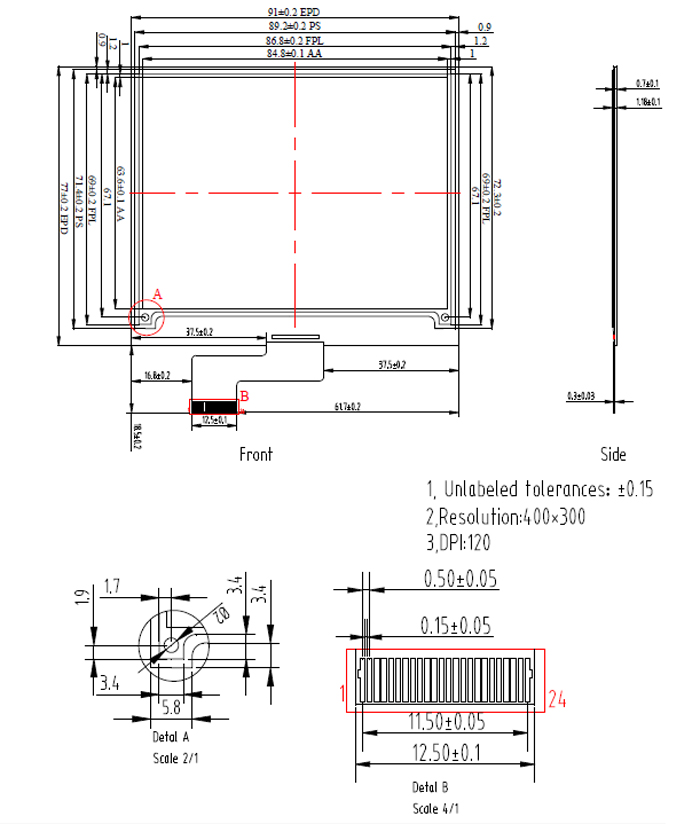 91±0.2 EPD
89.2±0.2 PS
0.9
86.8±0.2 FPL
1.2
84.8±0.1 AA
1
0.9
1.2
1
77±0.2 EPD
71.4±0.2 PS
69±0.2 FPL
67.1
63.6±0.1 AA
67.1
69±0.2 FPL
72.3±0.2
0.7±0.1
1.18±0.1
A
37.5±0.2
37.5±0.2
16.8±0.2
B
61.7±0.2
12.5±0.1
18.5±0.2
0.3±0.03
Front
Side
1, Unlabeled tolerances: ±0.15
2,Resolution:400×300
3,DPI:120
1.9
1.7
Ø2
3.4
3.4
3.4
5.8
Detal A
Scale 2/1
0.50±0.05
0.15±0.05
1
24
11.50±0.05
12.50±0.1
Detal B
Scale 4/1